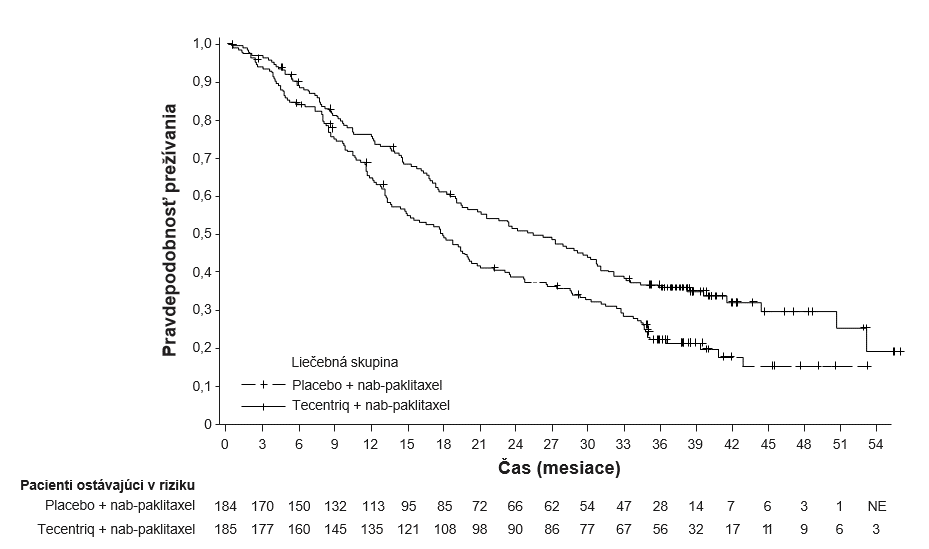 1,0
0,9
0,8
0,7
0,6
0,5
0,4
0,3
0,2
0,1
0
Pravdepodobnosť prežívania
Liečebná skupina
Placebo + nab-paklitaxel
Tecentriq + nab-paklitaxel
0 3 6 9 12 15 18 21 24 27 30 33 36 39 42 45 48 51 54
Čas (mesiace)
Pacienti ostávajúci v riziku
Placebo + nab-paklitaxel 184 170 150 132 113 95 85 72 66 62 54 47 28 14 7 6 3 1 NE
Tecentriq + nab-paklitaxel 185 177 160 145 135 121 108 98 90 86 77 67 56 32 17 11 9 6 3